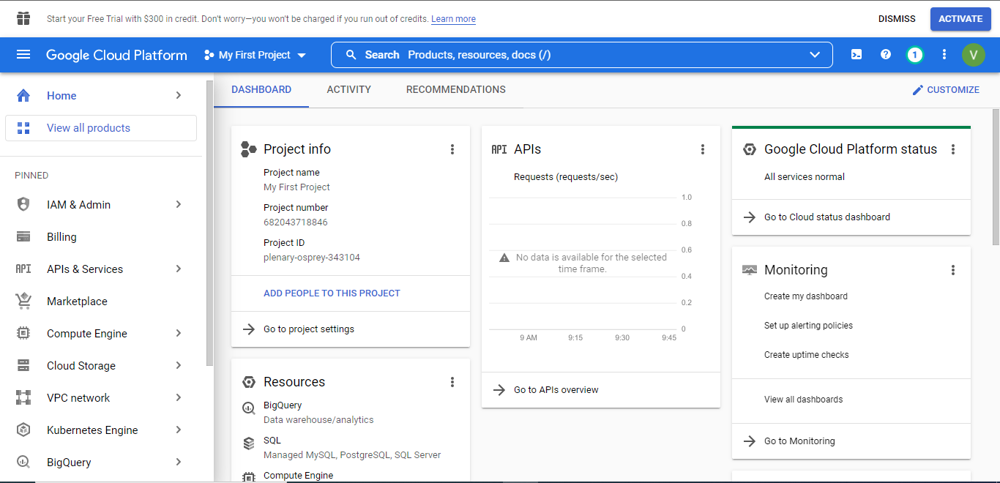 Start your Free Trial with $300 in credit. Don't worry—you won't be charged if you run out of credits. Learn more
DISMISS
ACTIVATE
Google Cloud Platform
My First Project
Search Products, resources, docs (/)
1
V
Home
View all products
PINNED
IAM & Admin
Billing
API APIs & Services
Marketplace
Compute Engine
Cloud Storage
VPC network
Kubernetes Engine
BigQuery
DASHBOARD
ACTIVITY
RECOMMENDATIONS
CUSTOMIZE
Project info
Project name
My First Project
Project number
682043718846
Project ID
plenary-osprey-343104
ADD PEOPLE TO THIS PROJECT
Go to project settings
Resources
BigQuery
Data warehouse/analytics
SQL
Managed MySQL, PostgreSQL, SQL Server
Compute Engine
API APIs
Requests (requests/sec)
1.0
0.8
0.6
No data is available for the selected
time frame.
0.4
0.2
0
9 AM 9:15 9:30 9:45
Go to APIs overview
Google Cloud Platform status
All services normal
Go to Cloud status dashboard
Monitoring
Create my dashboard
Set up alerting policies
Create uptime checks
View all dashboards
Go to Monitoring